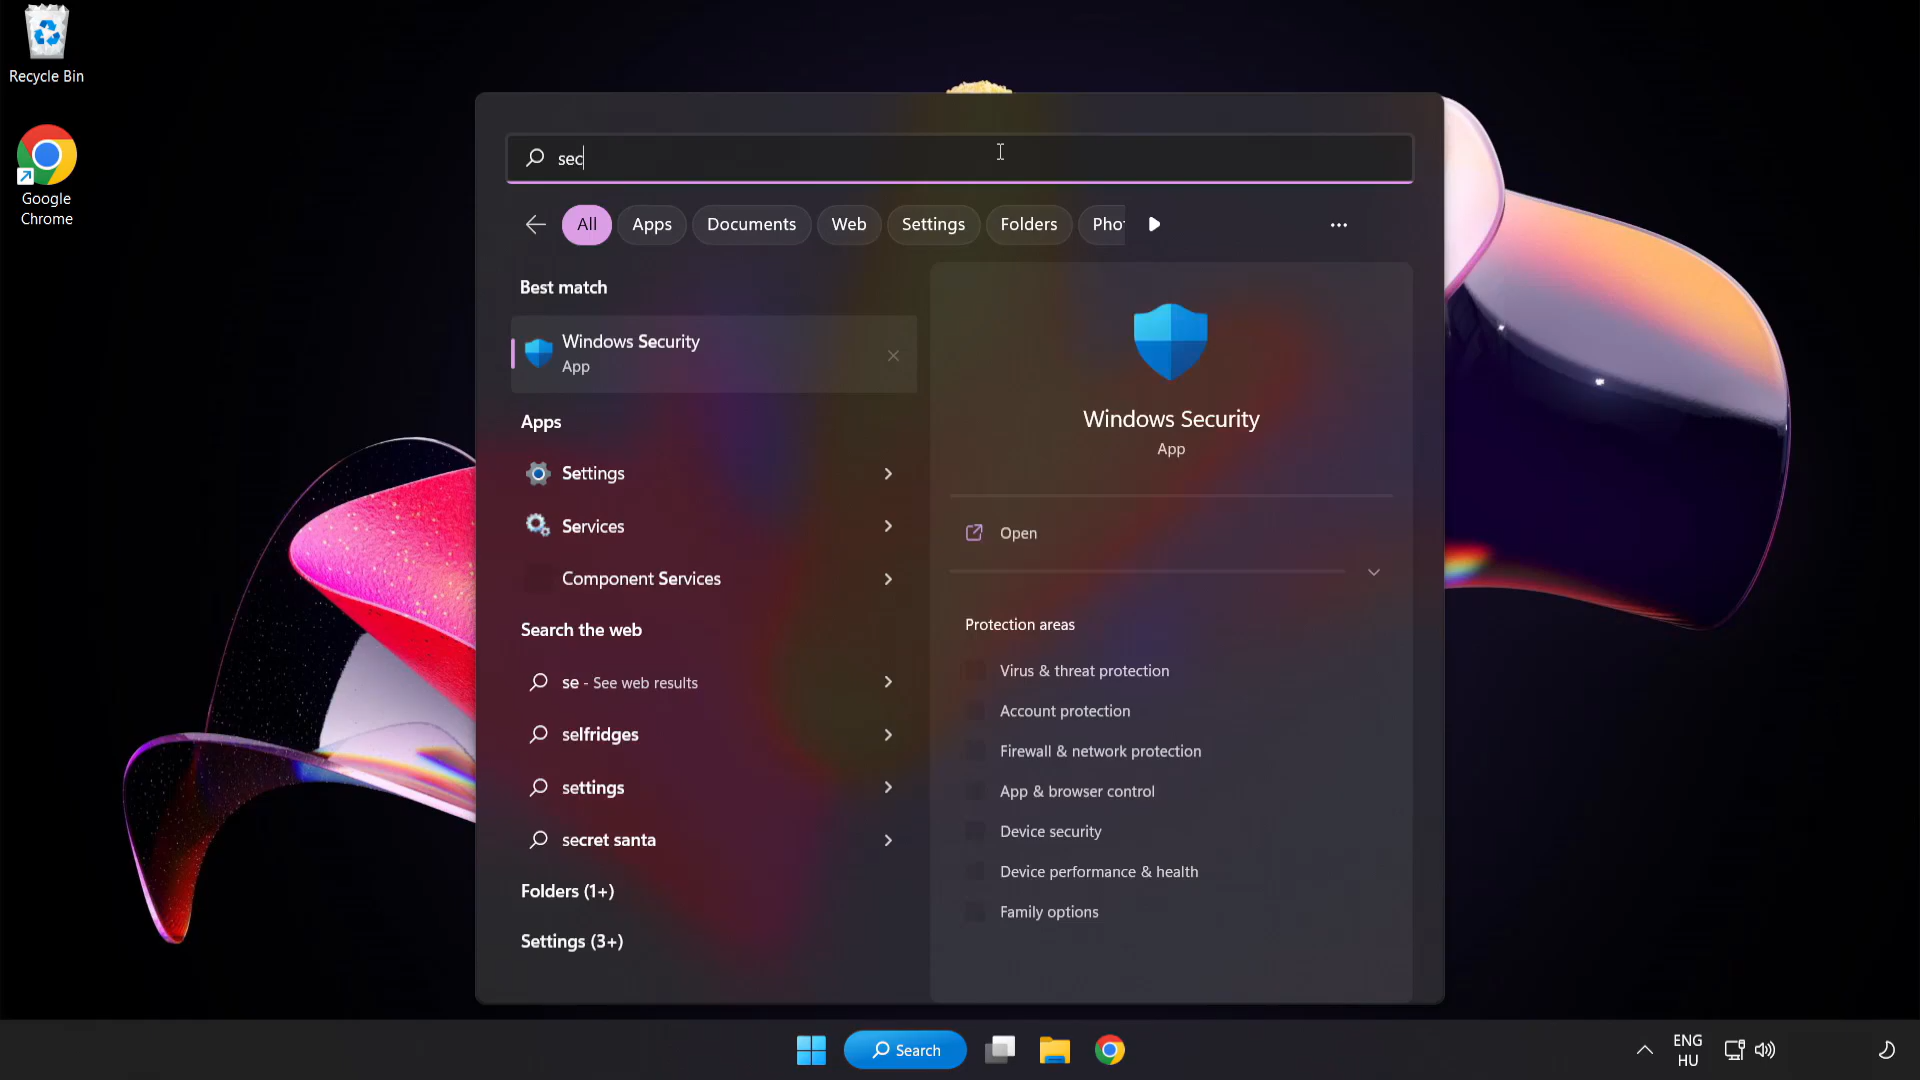 Recycle Bin
Google
Chrome
sec
All
Apps
Documents
Web
Settings
Folders
Pho
Best match
Windows Security
App
Apps
Settings
Services
Component Services
Search the web
se - See web results
selfridges
settings
secret santa
Folders (1+)
Settings (3+)
Windows Security
App
Open
Protection areas
Virus & threat protection
Account protection
Firewall & network protection
App & browser control
Device security
Device performance & health
Family options
Search
ENG
HU